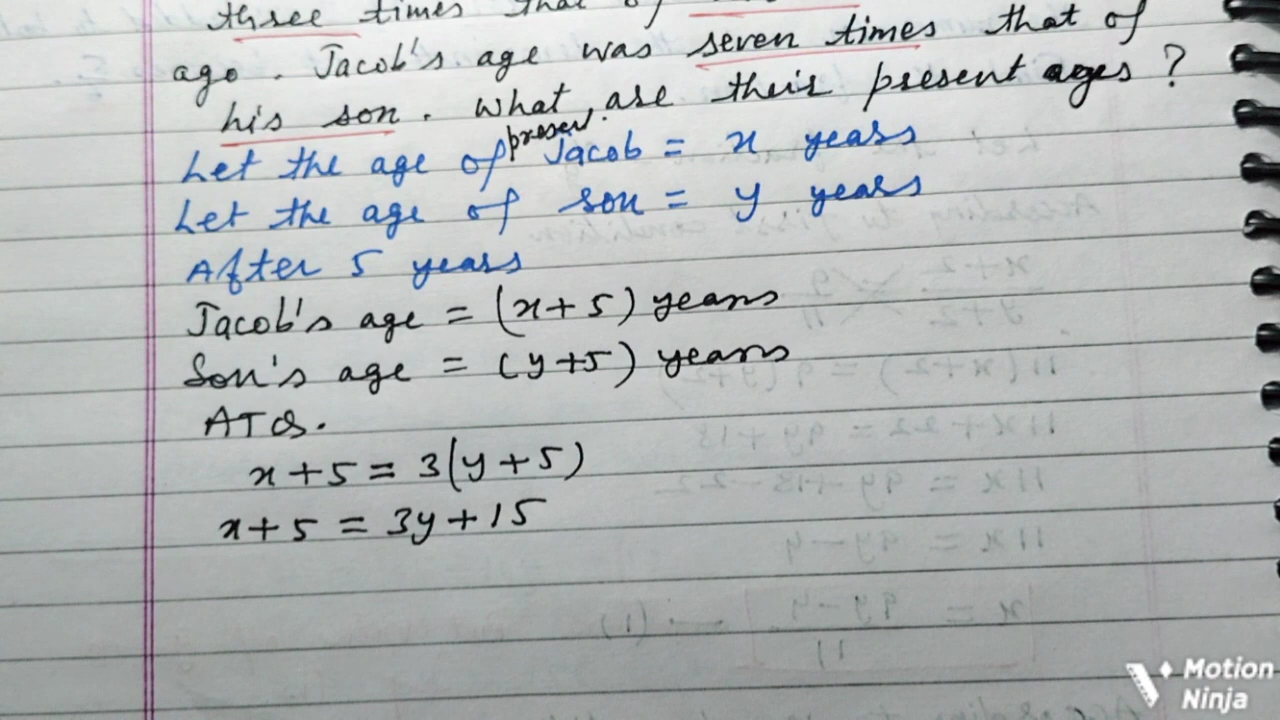 three times that of
ago. Jacob's age was seven times that of
his son. What are their present ages?
Let the age of present Jacob = x years
Let the age of son = y years
After 5 years
Jacob's age = (x+5) years
Son's age = (y+5) years
ATQ.
x+5 = 3(y+5)
x+5 = 3y+15
Motion
Ninja